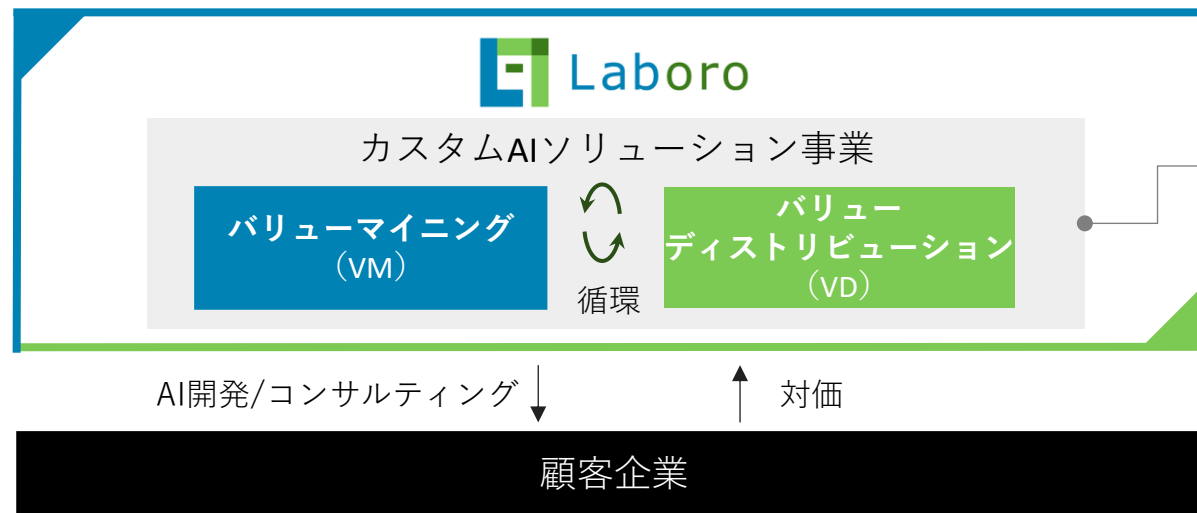 Laboro
カスタムAIソリューション事業
バリューマイニング
（VM）
循環
バリュー
ディストリビューション
（VD）
AI開発/コンサルティング
対価
顧客企業